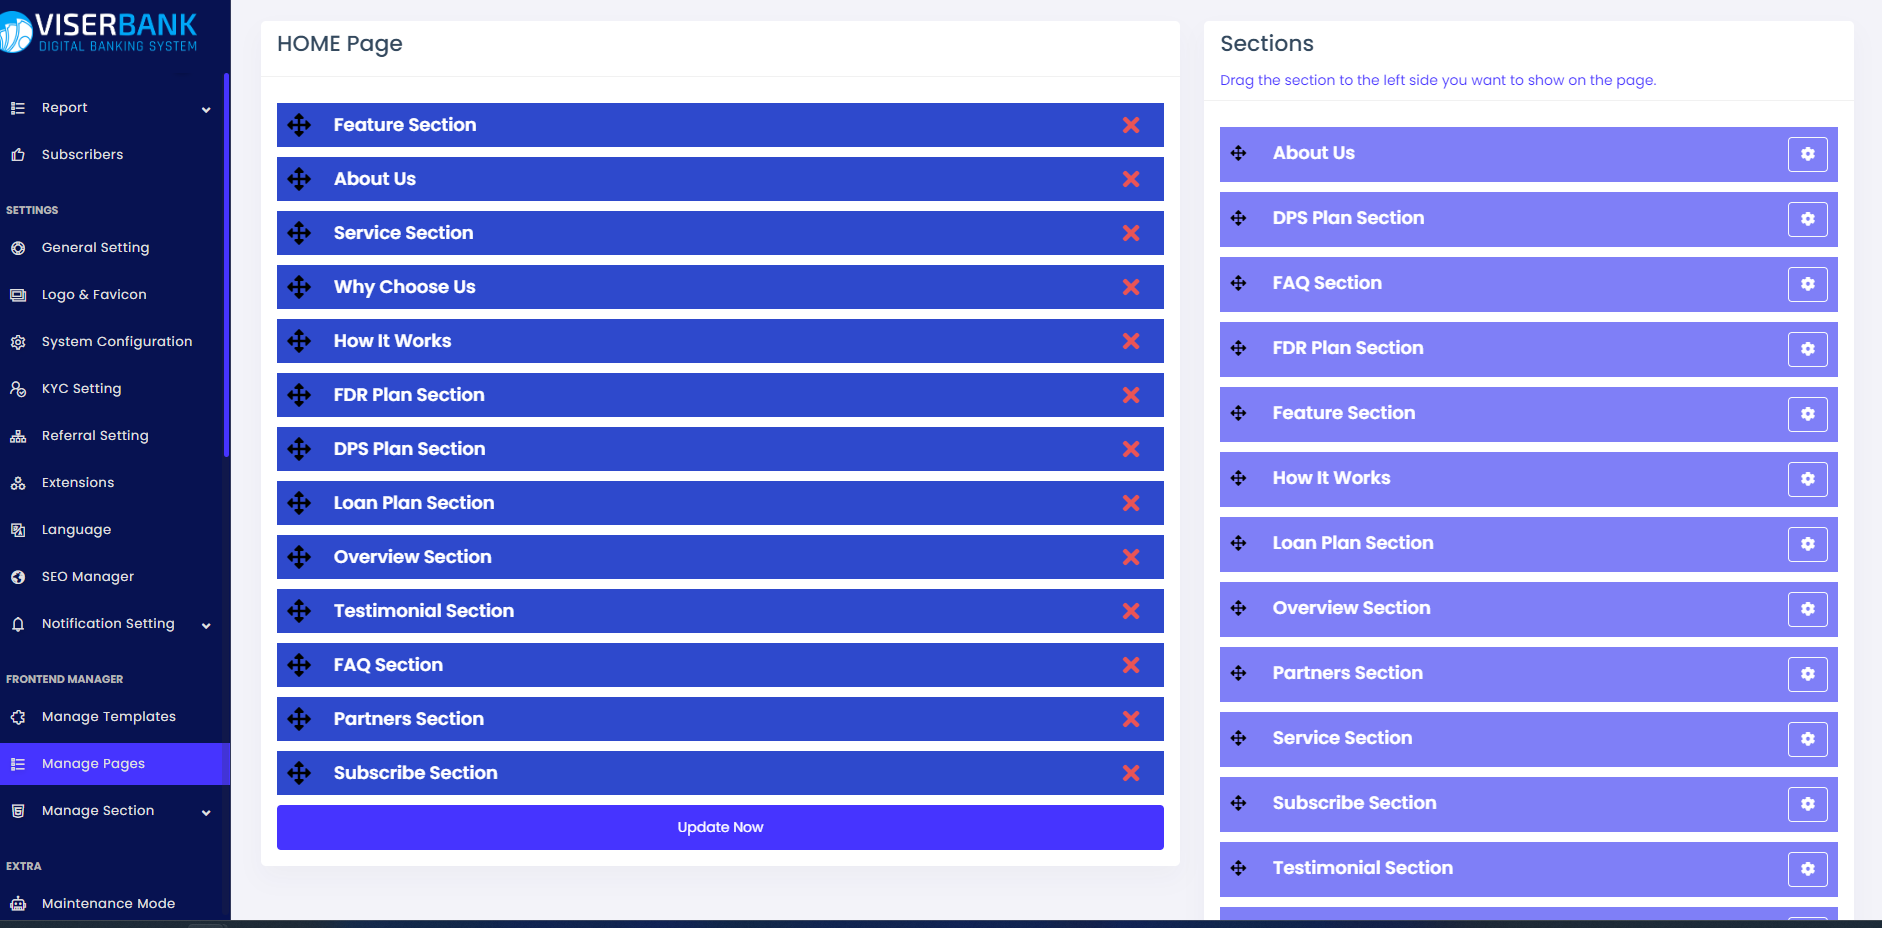 VISERBANK
DIGITAL BANKING SYSTEM
Report
Subscribers
SETTINGS
General Setting
Logo & Favicon
System Configuration
KYC Setting
Referral Setting
Extensions
Language
SEO Manager
Notification Setting
FRONTEND MANAGER
Manage Templates
Manage Pages
Manage Section
EXTRA
Maintenance Mode
HOME Page
Feature Section
About Us
Service Section
Why Choose Us
How It Works
FDR Plan Section
DPS Plan Section
Loan Plan Section
Overview Section
Testimonial Section
FAQ Section
Partners Section
Subscribe Section
Update Now
Sections
Drag the section to the left side you want to show on the page.
About Us
DPS Plan Section
FAQ Section
FDR Plan Section
Feature Section
How It Works
Loan Plan Section
Overview Section
Partners Section
Service Section
Subscribe Section
Testimonial Section